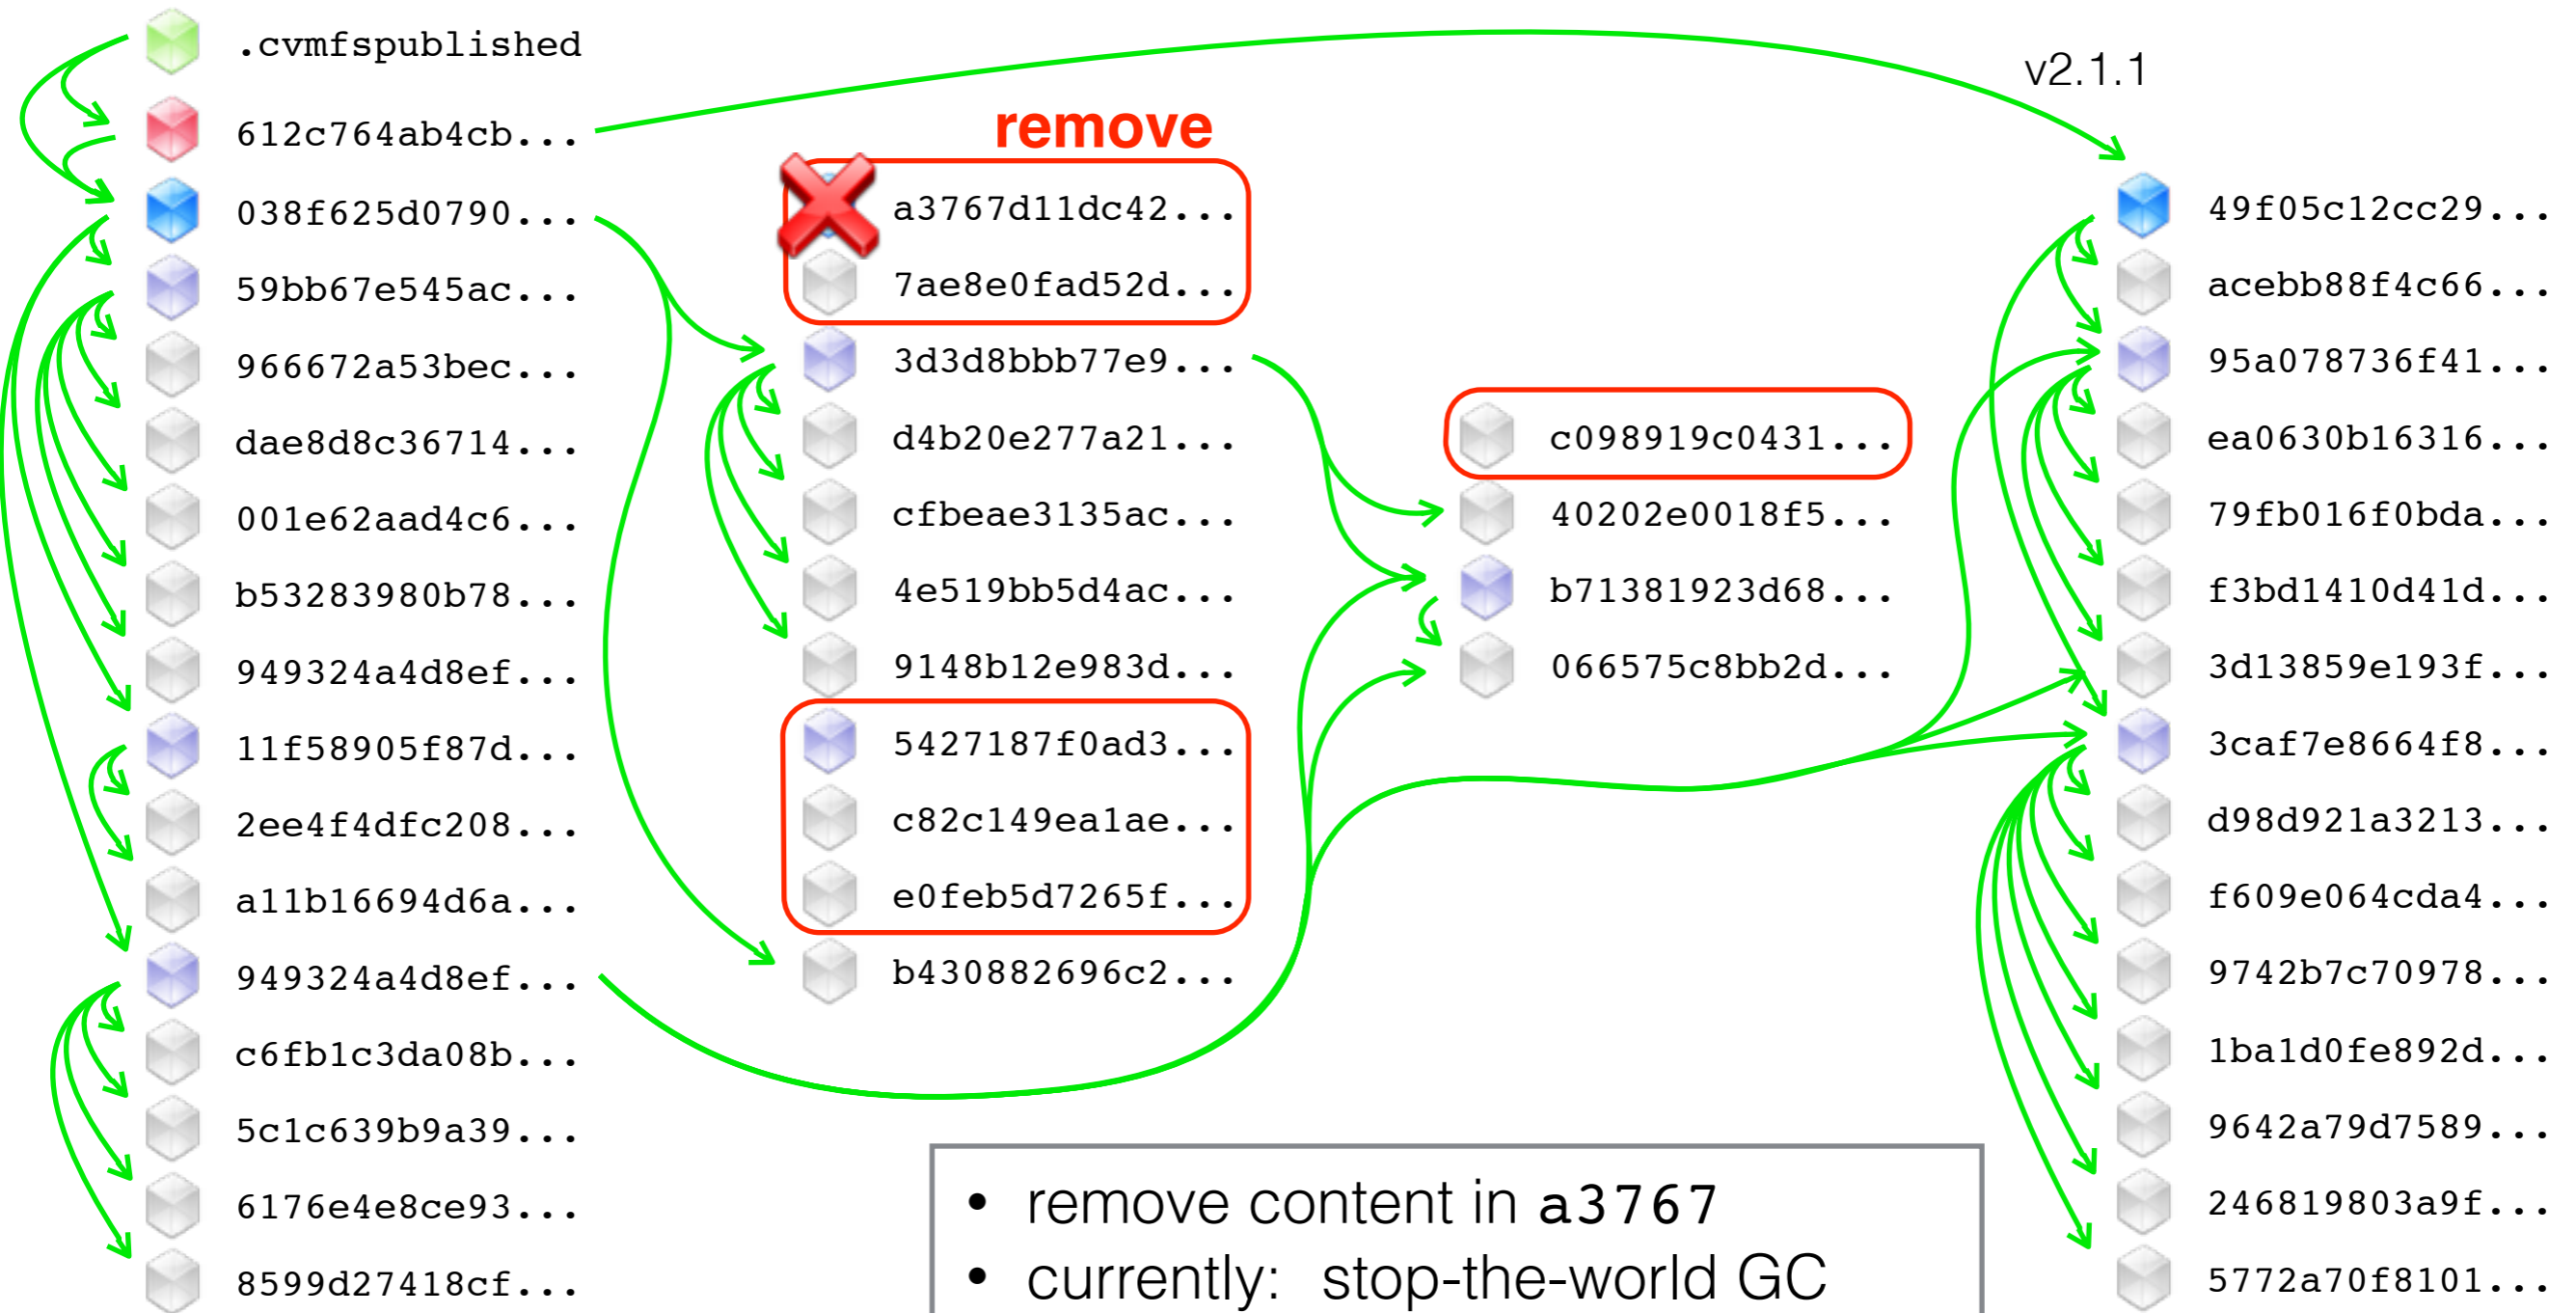 .cvmfspublished
612c764ab4cb...
038f625d0790...
59bb67e545ac...
966672a53bec...
dae8d8c36714...
001e62aad4c6...
b53283980b78...
949324a4d8ef...
11f58905f87d...
2ee4f4dfc208...
a11b16694d6a...
949324a4d8ef...
c6fb1c3da08b...
5c1c639b9a39...
6176e4e8ce93...
8599d27418cf...
remove
a3767d11dc42...
7ae8e0fad52d...
3d3d8bbb77e9...
d4b20e277a21...
cfbeae3135ac...
4e519bb5d4ac...
9148b12e983d...
5427187f0ad3...
c82c149ea1ae...
e0feb5d7265f...
b430882696c2...
c098919c0431...
40202e0018f5...
b71381923d68...
066575c8bb2d...
v2.1.1
49f05c12cc29...
acebb88f4c66...
95a078736f41...
ea0630b16316...
79fb016f0bda...
f3bd1410d41d...
3d13859e193f...
3caf7e8664f8...
d98d921a3213...
f609e064cda4...
9742b7c70978...
1ba1d0fe892d...
9642a79d7589...
246819803a9f...
5772a70f8101...
• remove content in a3767
• currently: stop-the-world GC